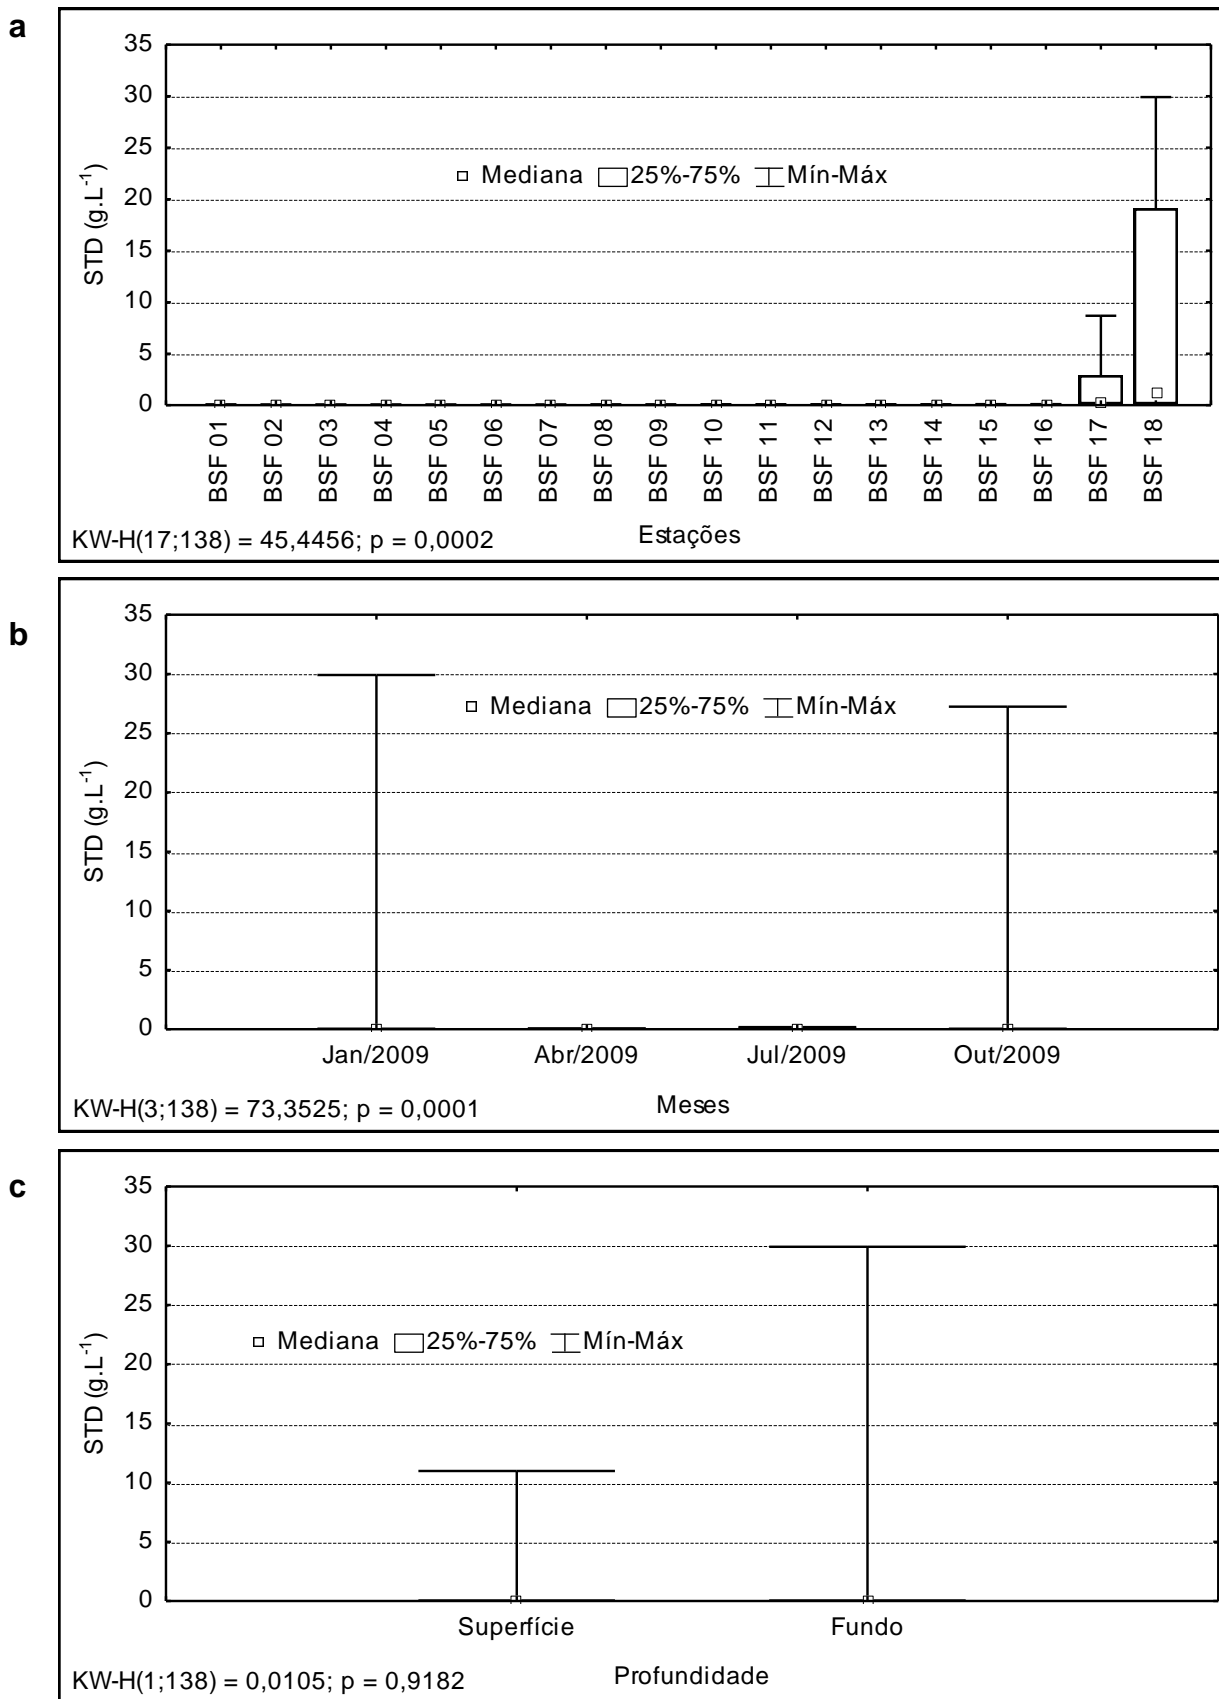 a
35
30
25
20
15
10
5
0
STD (g.L⁻¹)
Mediana 25%-75% Mín-Máx
BSF 01
BSF 02
BSF 03
BSF 04
BSF 05
BSF 06
BSF 07
BSF 08
BSF 09
BSF 10
BSF 11
BSF 12
BSF 13
BSF 14
BSF 15
BSF 16
BSF 17
BSF 18
Estações
KW-H(17;138) = 45,4456; p = 0,0002
b
35
30
25
20
15
10
5
0
STD (g.L⁻¹)
Mediana 25%-75% Mín-Máx
Jan/2009 Abr/2009 Jul/2009 Out/2009
Meses
KW-H(3;138) = 73,3525; p = 0,0001
c
35
30
25
20
15
10
5
0
STD (g.L⁻¹)
Mediana 25%-75% Mín-Máx
Superfície Fundo
Profundidade
KW-H(1;138) = 0,0105; p = 0,9182